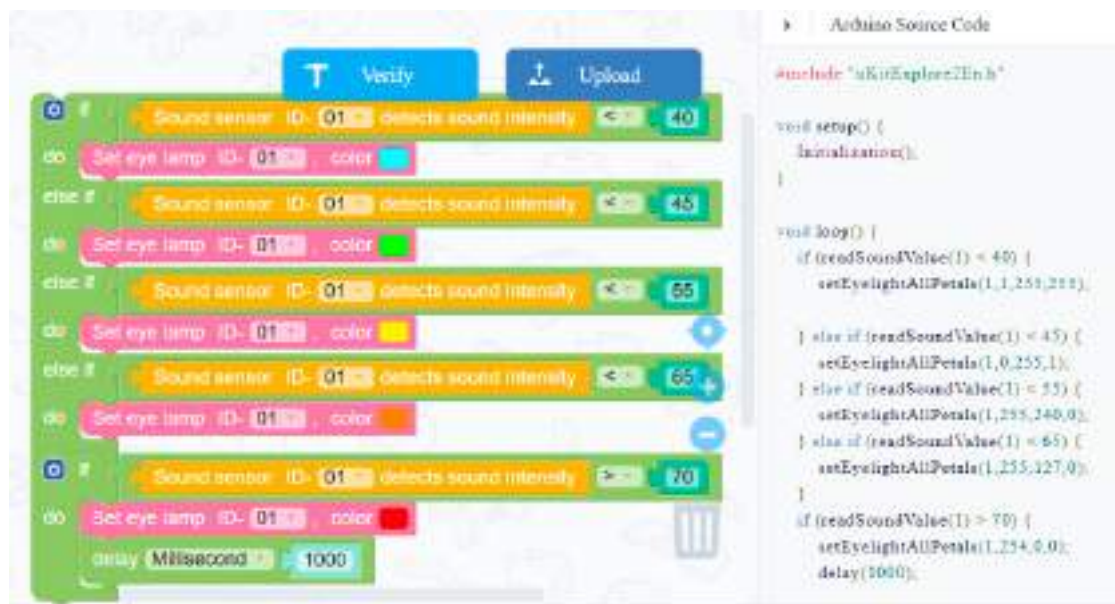 Verify
Upload
if Sound sensor ID- 01 detects sound intensity < 40
do Set eye lamp ID- 01 , color
else if Sound sensor ID- 01 detects sound intensity < 45
do Set eye lamp ID- 01 , color
else if Sound sensor ID- 01 detects sound intensity < 55
do Set eye lamp ID- 01 , color
else if Sound sensor ID- 01 detects sound intensity < 65
do Set eye lamp ID- 01 , color
if Sound sensor ID- 01 detects sound intensity > 70
do Set eye lamp ID- 01 , color
delay Millisecond 1000
Arduino Source Code
#include "uKitExplore2En.h"
void setup() {
Initialization();
}
void loop() {
if (readSoundValue(1) < 40) {
setEyelightAllPetals(1,1,255,255);
} else if (readSoundValue(1) < 45) {
setEyelightAllPetals(1,0,255,1);
} else if (readSoundValue(1) < 55) {
setEyelightAllPetals(1,255,240,0);
} else if (readSoundValue(1) < 65) {
setEyelightAllPetals(1,255,127,0);
}
if (readSoundValue(1) > 70) {
setEyelightAllPetals(1,254,0,0);
delay(1000);